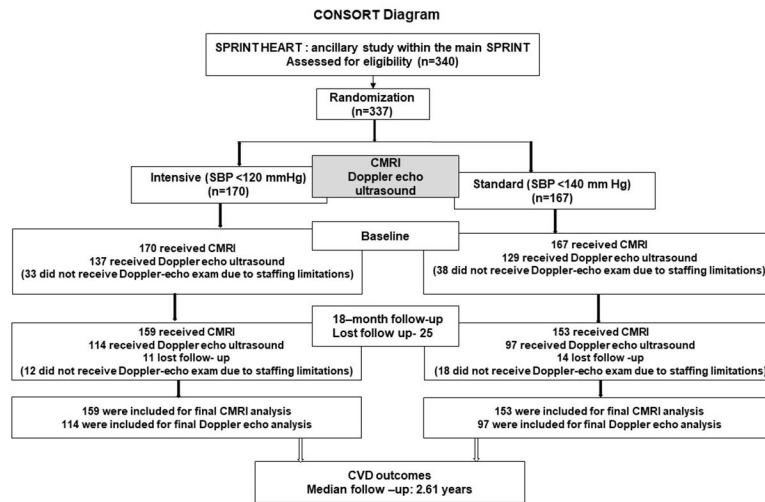 CONSORT Diagram
SPRINT HEART : ancillary study within the main SPRINT
Assessed for eligibility (n=340)
Randomization
(n=337)
Intensive (SBP <120 mmHg)
(n=170)
CMRI
Doppler echo
ultrasound
Standard (SBP <140 mm Hg)
(n=167)
170 received CMRI
137 received Doppler echo ultrasound
(33 did not receive Doppler-echo exam due to staffing limitations)
Baseline
167 received CMRI
129 received Doppler echo ultrasound
(38 did not receive Doppler-echo exam due to staffing limitations)
159 received CMRI
114 received Doppler echo ultrasound
11 lost follow- up
(12 did not receive Doppler-echo exam due to staffing limitations)
18–month follow-up
Lost follow up- 25
153 received CMRI
97 received Doppler echo ultrasound
14 lost follow -up
(18 did not receive Doppler-echo exam due to staffing limitations)
159 were included for final CMRI analysis
114 were included for final Doppler echo analysis
153 were included for final CMRI analysis
97 were included for final Doppler echo analysis
CVD outcomes
Median follow –up: 2.61 years